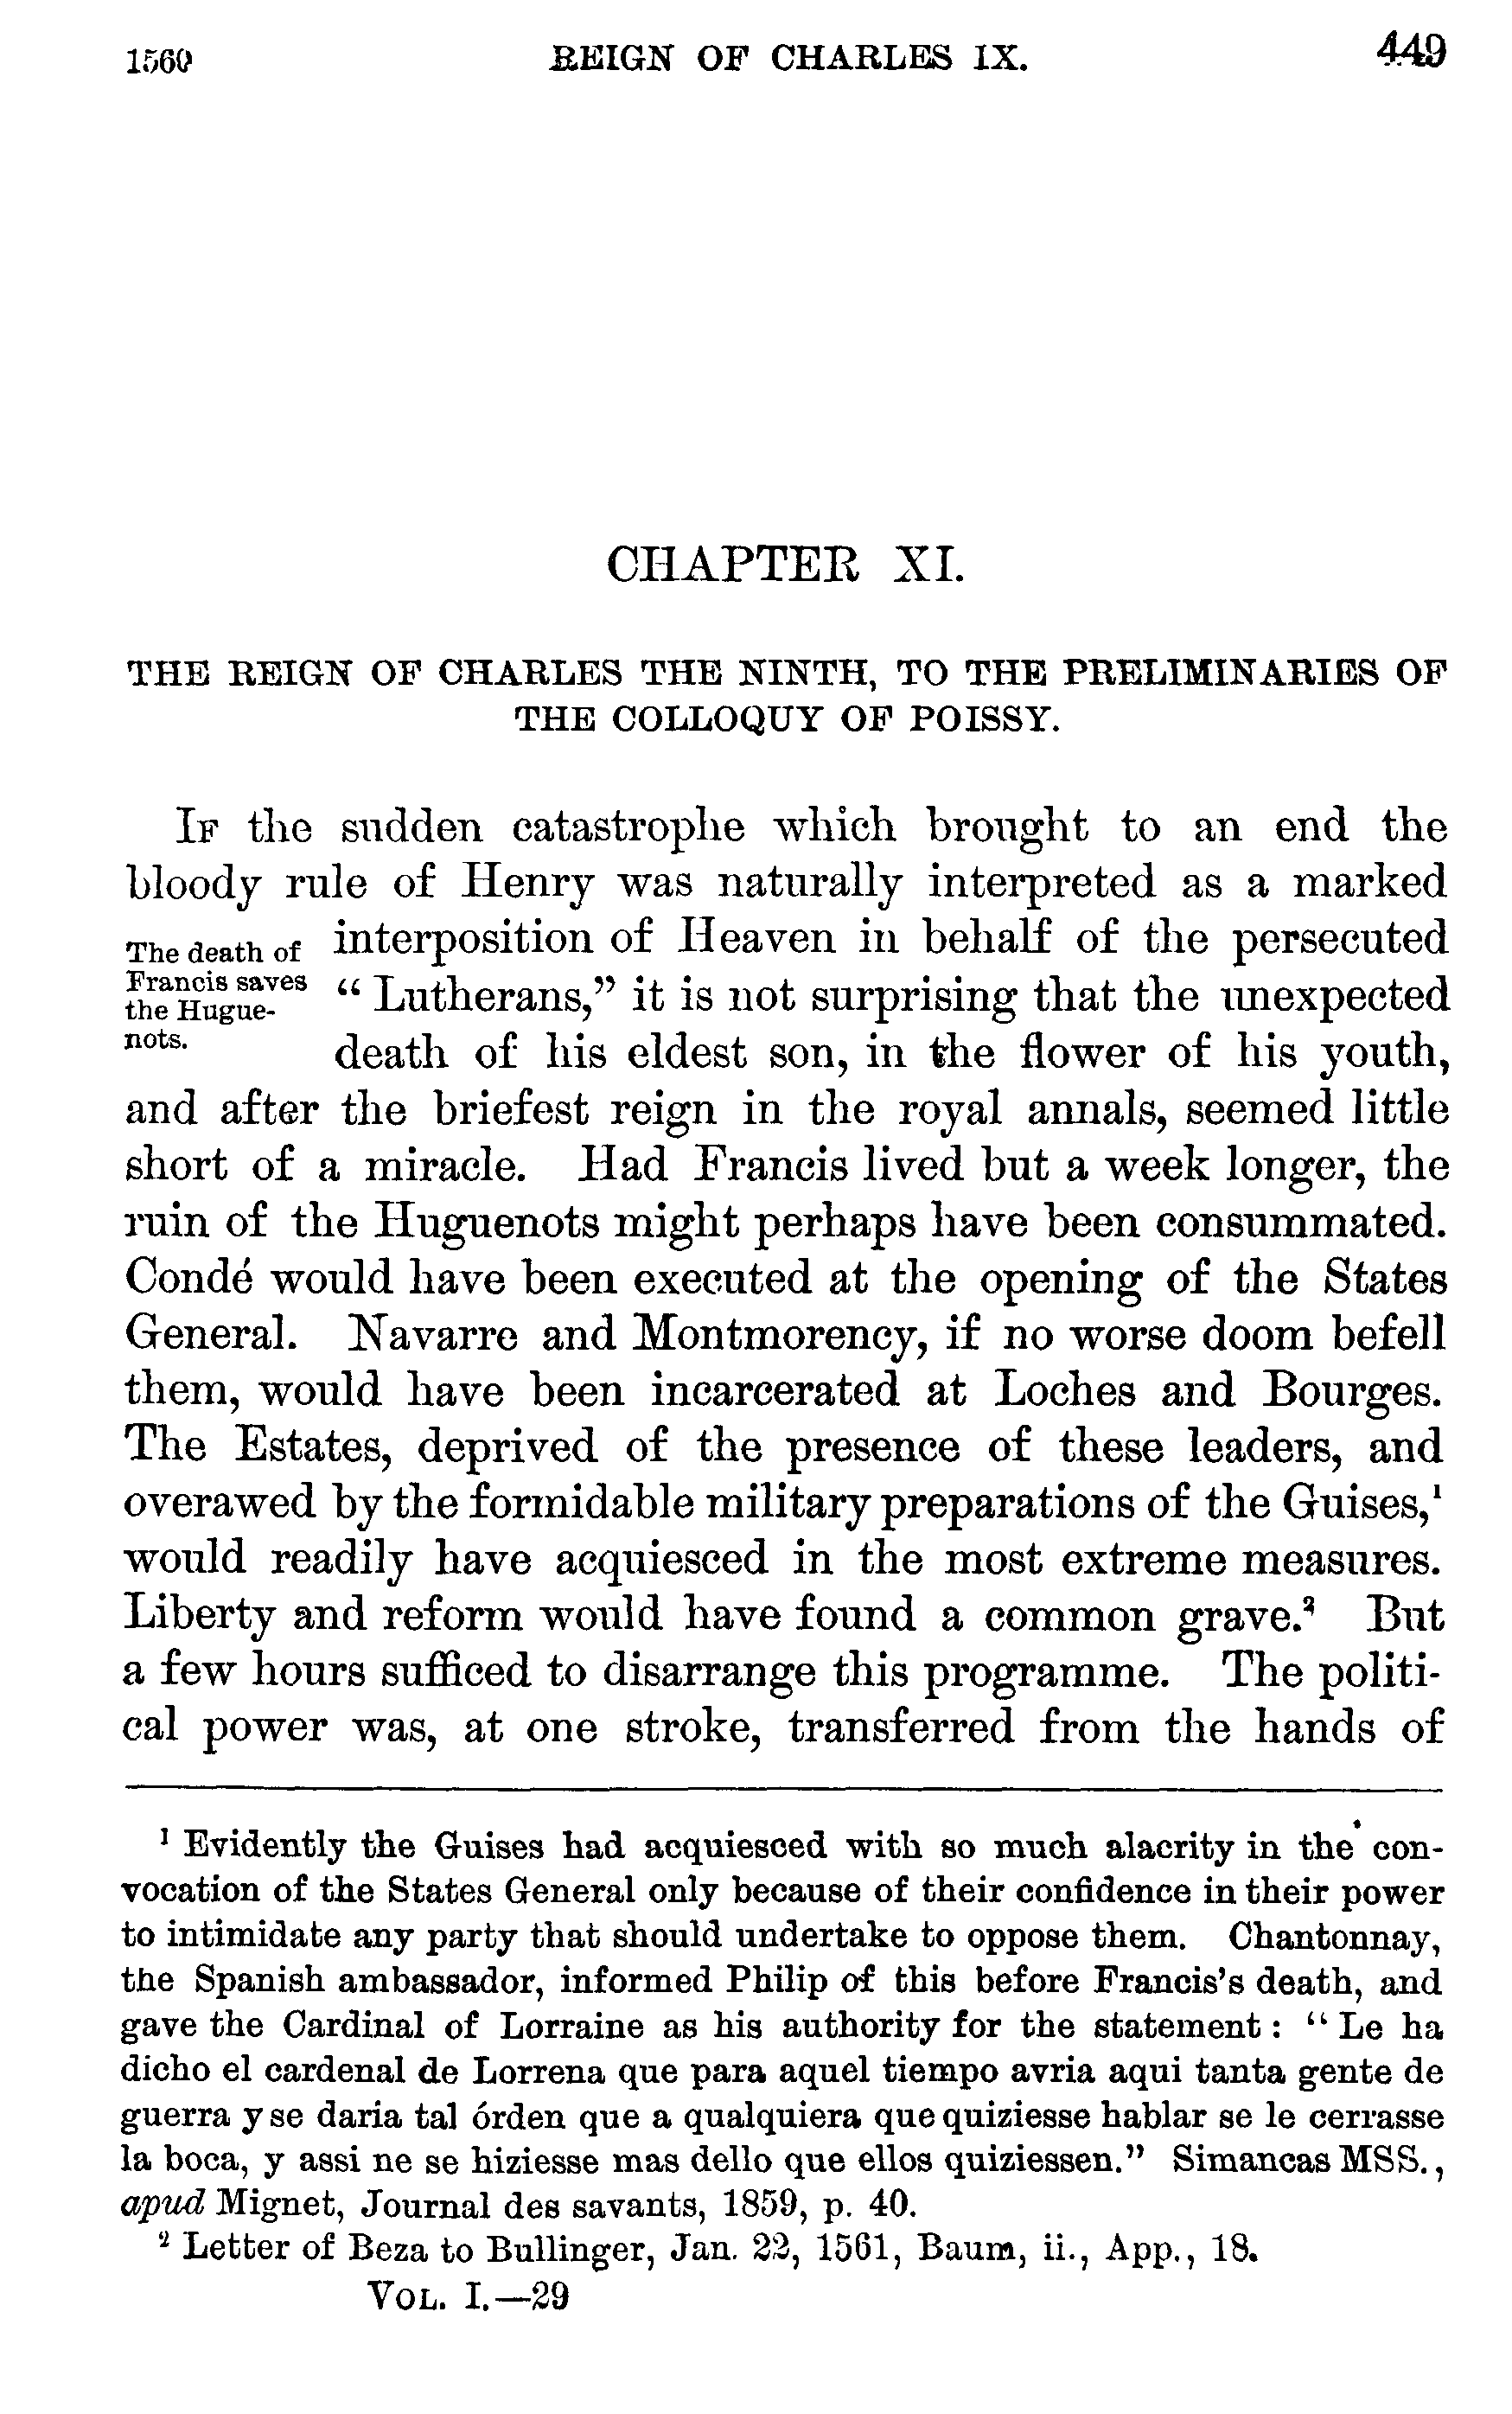 1560 REIGN OF CHARLES IX. 449
CHAPTER XI.
THE REIGN OF CHARLES THE NINTH, TO THE PRELIMINARIES OF
THE COLLOQUY OF POISSY.
IF the sudden catastrophe which brought to an end the
bloody rule of Henry was naturally interpreted as a marked
The death of
Francis saves
the Hugue-
nots.
interposition of Heaven in behalf of the persecuted
“Lutherans,” it is not surprising that the unexpected
death of his eldest son, in the flower of his youth,
and after the briefest reign in the royal annals, seemed little
short of a miracle. Had Francis lived but a week longer, the
ruin of the Huguenots might perhaps have been consummated.
Condé would have been executed at the opening of the States
General. Navarre and Montmorency, if no worse doom befell
them, would have been incarcerated at Loches and Bourges.
The Estates, deprived of the presence of these leaders, and
overawed by the formidable military preparations of the Guises,¹
would readily have acquiesced in the most extreme measures.
Liberty and reform would have found a common grave.² But
a few hours sufficed to disarrange this programme. The politi-
cal power was, at one stroke, transferred from the hands of
¹ Evidently the Guises had acquiesced with so much alacrity in the con-
vocation of the States General only because of their confidence in their power
to intimidate any party that should undertake to oppose them. Chantonnay,
the Spanish ambassador, informed Philip of this before Francis's death, and
gave the Cardinal of Lorraine as his authority for the statement: “Le ha
dicho el cardenal de Lorrena que para aquel tiempo avria aqui tanta gente de
guerra y se daria tal órden que a qualquiera que quiziesse hablar se le cerrasse
la boca, y assi ne se hiziesse mas dello que ellos quiziessen.” Simancas MSS.,
apud Mignet, Journal des savants, 1859, p. 40.
² Letter of Beza to Bullinger, Jan. 22, 1561, Baum, ii., App., 18.
VOL. I.—29